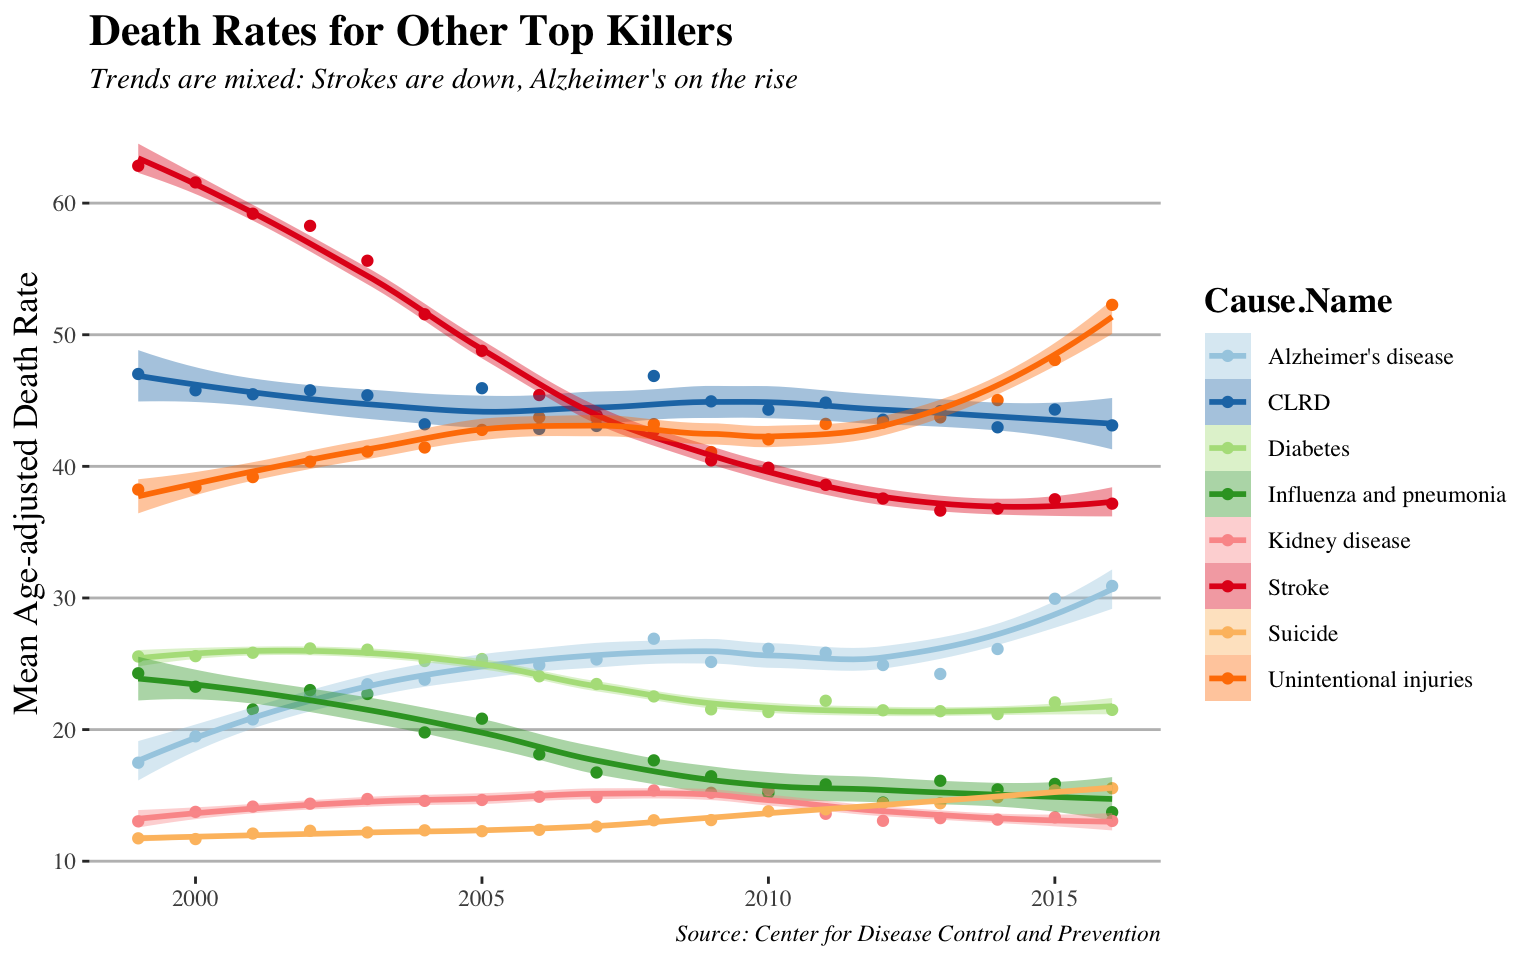 Death Rates for Other Top Killers
Trends are mixed: Strokes are down, Alzheimer's on the rise
Mean Age-adjusted Death Rate
60
50
40
30
20
10
2000
2005
2010
2015
Cause.Name
Alzheimer's disease
CLRD
Diabetes
Influenza and pneumonia
Kidney disease
Stroke
Suicide
Unintentional injuries
Source: Center for Disease Control and Prevention